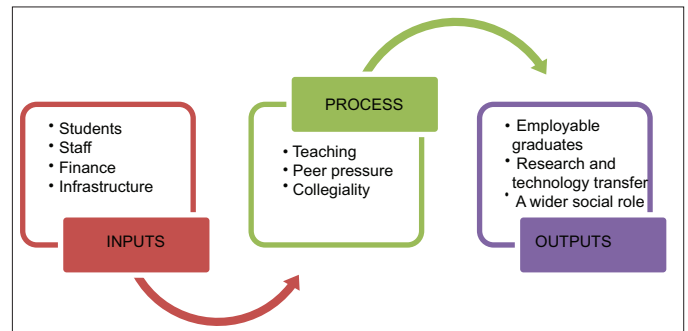 • Students
• Staff
• Finance
• Infrastructure
INPUTS
PROCESS
• Teaching
• Peer pressure
• Collegiality
• Employable
graduates
• Research and
technology transfer
• A wider social role
OUTPUTS